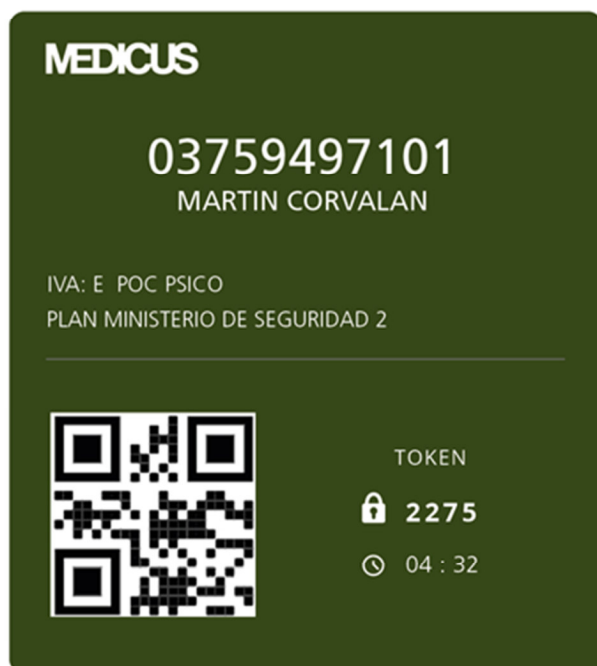 MEDICUS
03759497101
MARTIN CORVALAN
IVA: E POC PSICO
PLAN MINISTERIO DE SEGURIDAD 2
TOKEN
2275
04 : 32